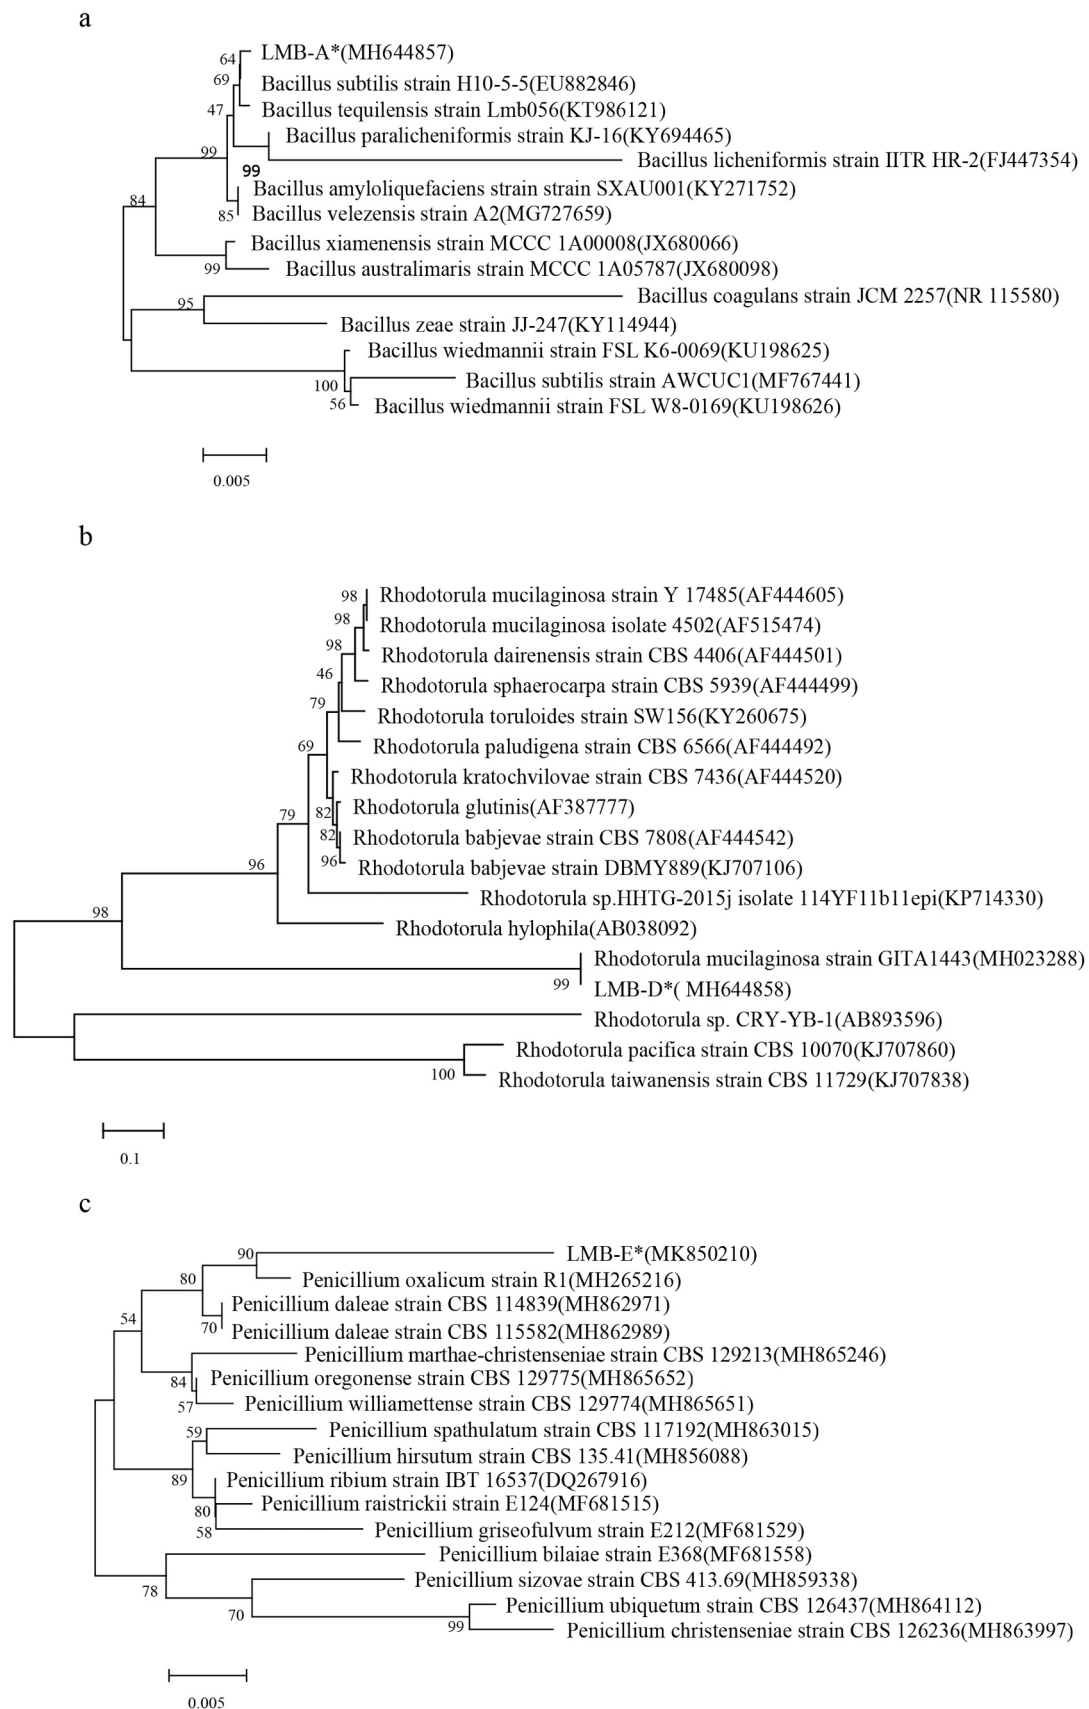 a
64
LMB-A*(MH644857)
69
Bacillus subtilis strain H10-5-5(EU882846)
47
Bacillus tequilensis strain Lmb056(KT986121)
Bacillus paralicheniformis strain KJ-16(KY694465)
99
Bacillus licheniformis strain IITR HR-2(FJ447354)
99
Bacillus amyloliquefaciens strain strain SXAU001(KY271752)
84
85
Bacillus velezensis strain A2(MG727659)
Bacillus xiamenensis strain MCCC 1A00008(JX680066)
99
Bacillus australimaris strain MCCC 1A05787(JX680098)
95
Bacillus coagulans strain JCM 2257(NR 115580)
Bacillus zeae strain JJ-247(KY114944)
Bacillus wiedmannii strain FSL K6-0069(KU198625)
100
Bacillus subtilis strain AWCUC1(MF767441)
56
Bacillus wiedmannii strain FSL W8-0169(KU198626)
0.005
b
98
Rhodotorula mucilaginosa strain Y 17485(AF444605)
98
Rhodotorula mucilaginosa isolate 4502(AF515474)
98
Rhodotorula dairenensis strain CBS 4406(AF444501)
46
Rhodotorula sphaerocarpa strain CBS 5939(AF444499)
79
Rhodotorula toruloides strain SW156(KY260675)
69
Rhodotorula paludigena strain CBS 6566(AF444492)
Rhodotorula kratochvilovae strain CBS 7436(AF444520)
79
82
Rhodotorula glutinis(AF387777)
82
Rhodotorula babjevae strain CBS 7808(AF444542)
96
96
Rhodotorula babjevae strain DBMY889(KJ707106)
Rhodotorula sp.HHTG-2015j isolate 114YF11b11epi(KP714330)
98
Rhodotorula hylophila(AB038092)
Rhodotorula mucilaginosa strain GITA1443(MH023288)
99
LMB-D*( MH644858)
Rhodotorula sp. CRY-YB-1(AB893596)
Rhodotorula pacifica strain CBS 10070(KJ707860)
100
Rhodotorula taiwanensis strain CBS 11729(KJ707838)
0.1
c
90
LMB-E*(MK850210)
80
Penicillium oxalicum strain R1(MH265216)
Penicillium daleae strain CBS 114839(MH862971)
54
70
Penicillium daleae strain CBS 115582(MH862989)
Penicillium marthae-christenseniae strain CBS 129213(MH865246)
84
Penicillium oregonense strain CBS 129775(MH865652)
57
Penicillium williamettense strain CBS 129774(MH865651)
59
Penicillium spathulatum strain CBS 117192(MH863015)
Penicillium hirsutum strain CBS 135.41(MH856088)
89
Penicillium ribium strain IBT 16537(DQ267916)
80
Penicillium raistrickii strain E124(MF681515)
58
Penicillium griseofulvum strain E212(MF681529)
Penicillium bilaiae strain E368(MF681558)
78
Penicillium sizovae strain CBS 413.69(MH859338)
70
Penicillium ubiquetum strain CBS 126437(MH864112)
99
Penicillium christenseniae strain CBS 126236(MH863997)
0.005